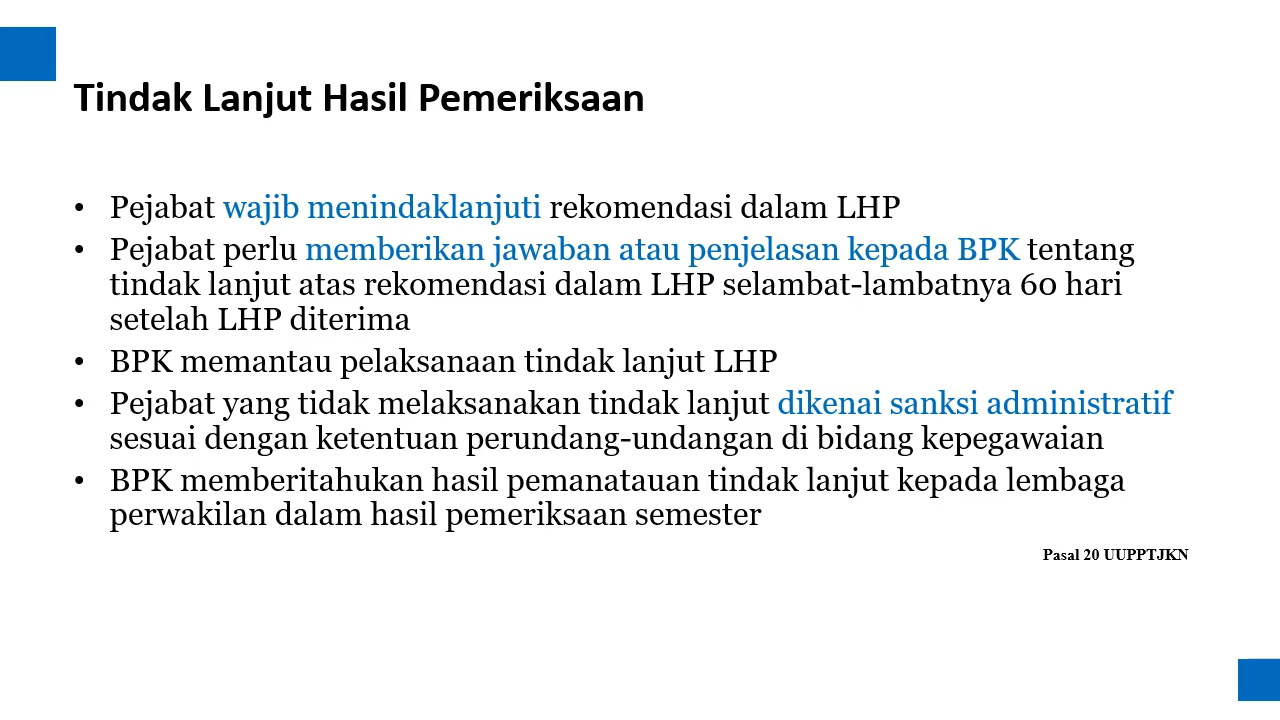 Tindak Lanjut Hasil Pemeriksaan
• Pejabat wajib menindaklanjuti rekomendasi dalam LHP
• Pejabat perlu memberikan jawaban atau penjelasan kepada BPK tentang
tindak lanjut atas rekomendasi dalam LHP selambat-lambatnya 60 hari
setelah LHP diterima
• BPK memantau pelaksanaan tindak lanjut LHP
• Pejabat yang tidak melaksanakan tindak lanjut dikenai sanksi administratif
sesuai dengan ketentuan perundang-undangan di bidang kepegawaian
• BPK memberitahukan hasil pemanatauan tindak lanjut kepada lembaga
perwakilan dalam hasil pemeriksaan semester
Pasal 20 UUPPTJKN